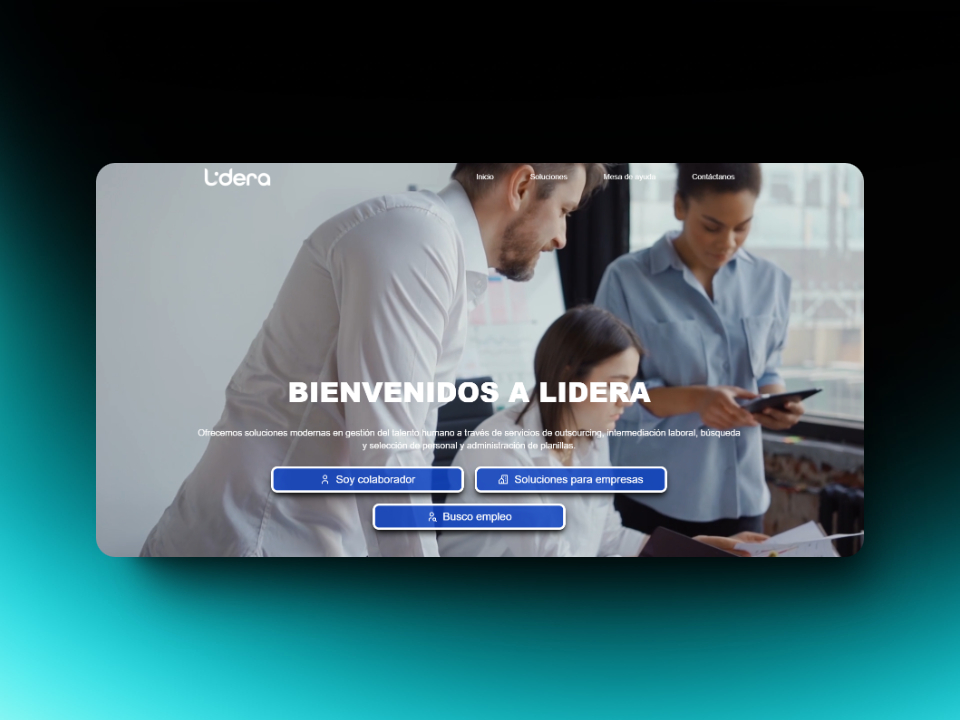 Lidera
Inicio Soluciones Mesa de ayuda Contáctanos
BIENVENIDOS A LIDERA
Ofrecemos soluciones modernas en gestión del talento humano a través de servicios de outsourcing, intermediación laboral, búsqueda
y selección de personal y administración de planillas.
Soy colaborador
Soluciones para empresas
Busco empleo